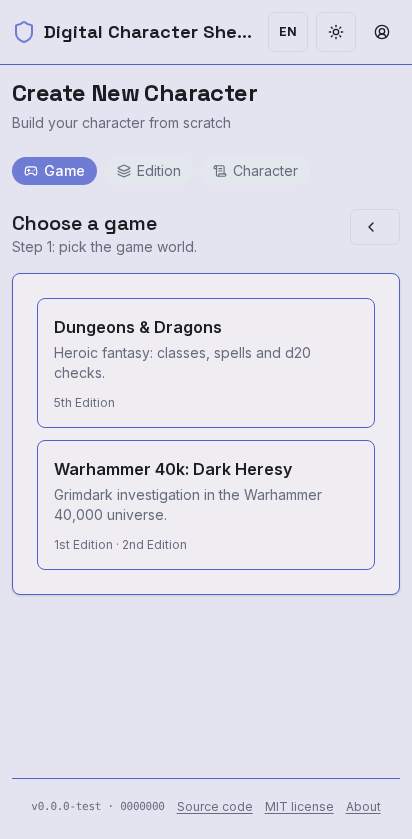 Digital Character She...
EN
Create New Character
Build your character from scratch
Game
Edition
Character
Choose a game
Step 1: pick the game world.
Dungeons & Dragons
Heroic fantasy: classes, spells and d20
checks.
5th Edition
Warhammer 40k: Dark Heresy
Grimdark investigation in the Warhammer
40,000 universe.
1st Edition · 2nd Edition
v0.0.0-test · 0000000 Source code MIT license About